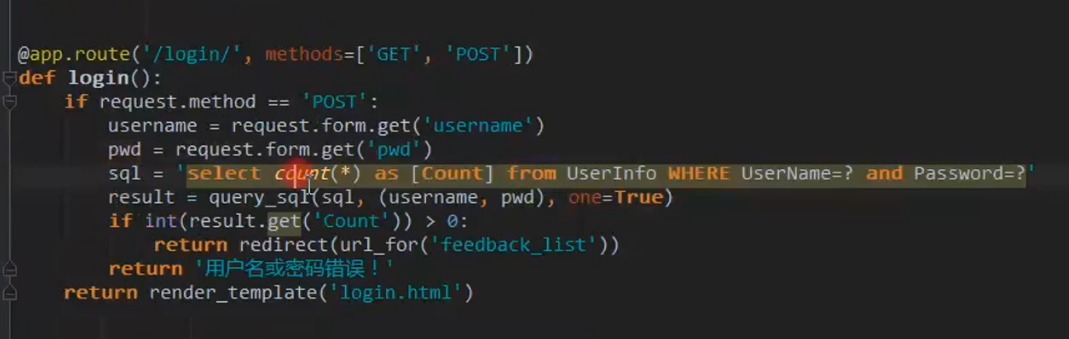 @app.route('/login/', methods=['GET', 'POST'])
def login():
    if request.method == 'POST':
        username = request.form.get('username')
        pwd = request.form.get('pwd')
        sql = 'select count(*) as [Count] from UserInfo WHERE UserName=? and Password=?'
        result = query_sql(sql, (username, pwd), one=True)
        if int(result.get('Count')) > 0:
            return redirect(url_for('feedback_list'))
        return '用户名或密码错误！'
    return render_template('login.html')